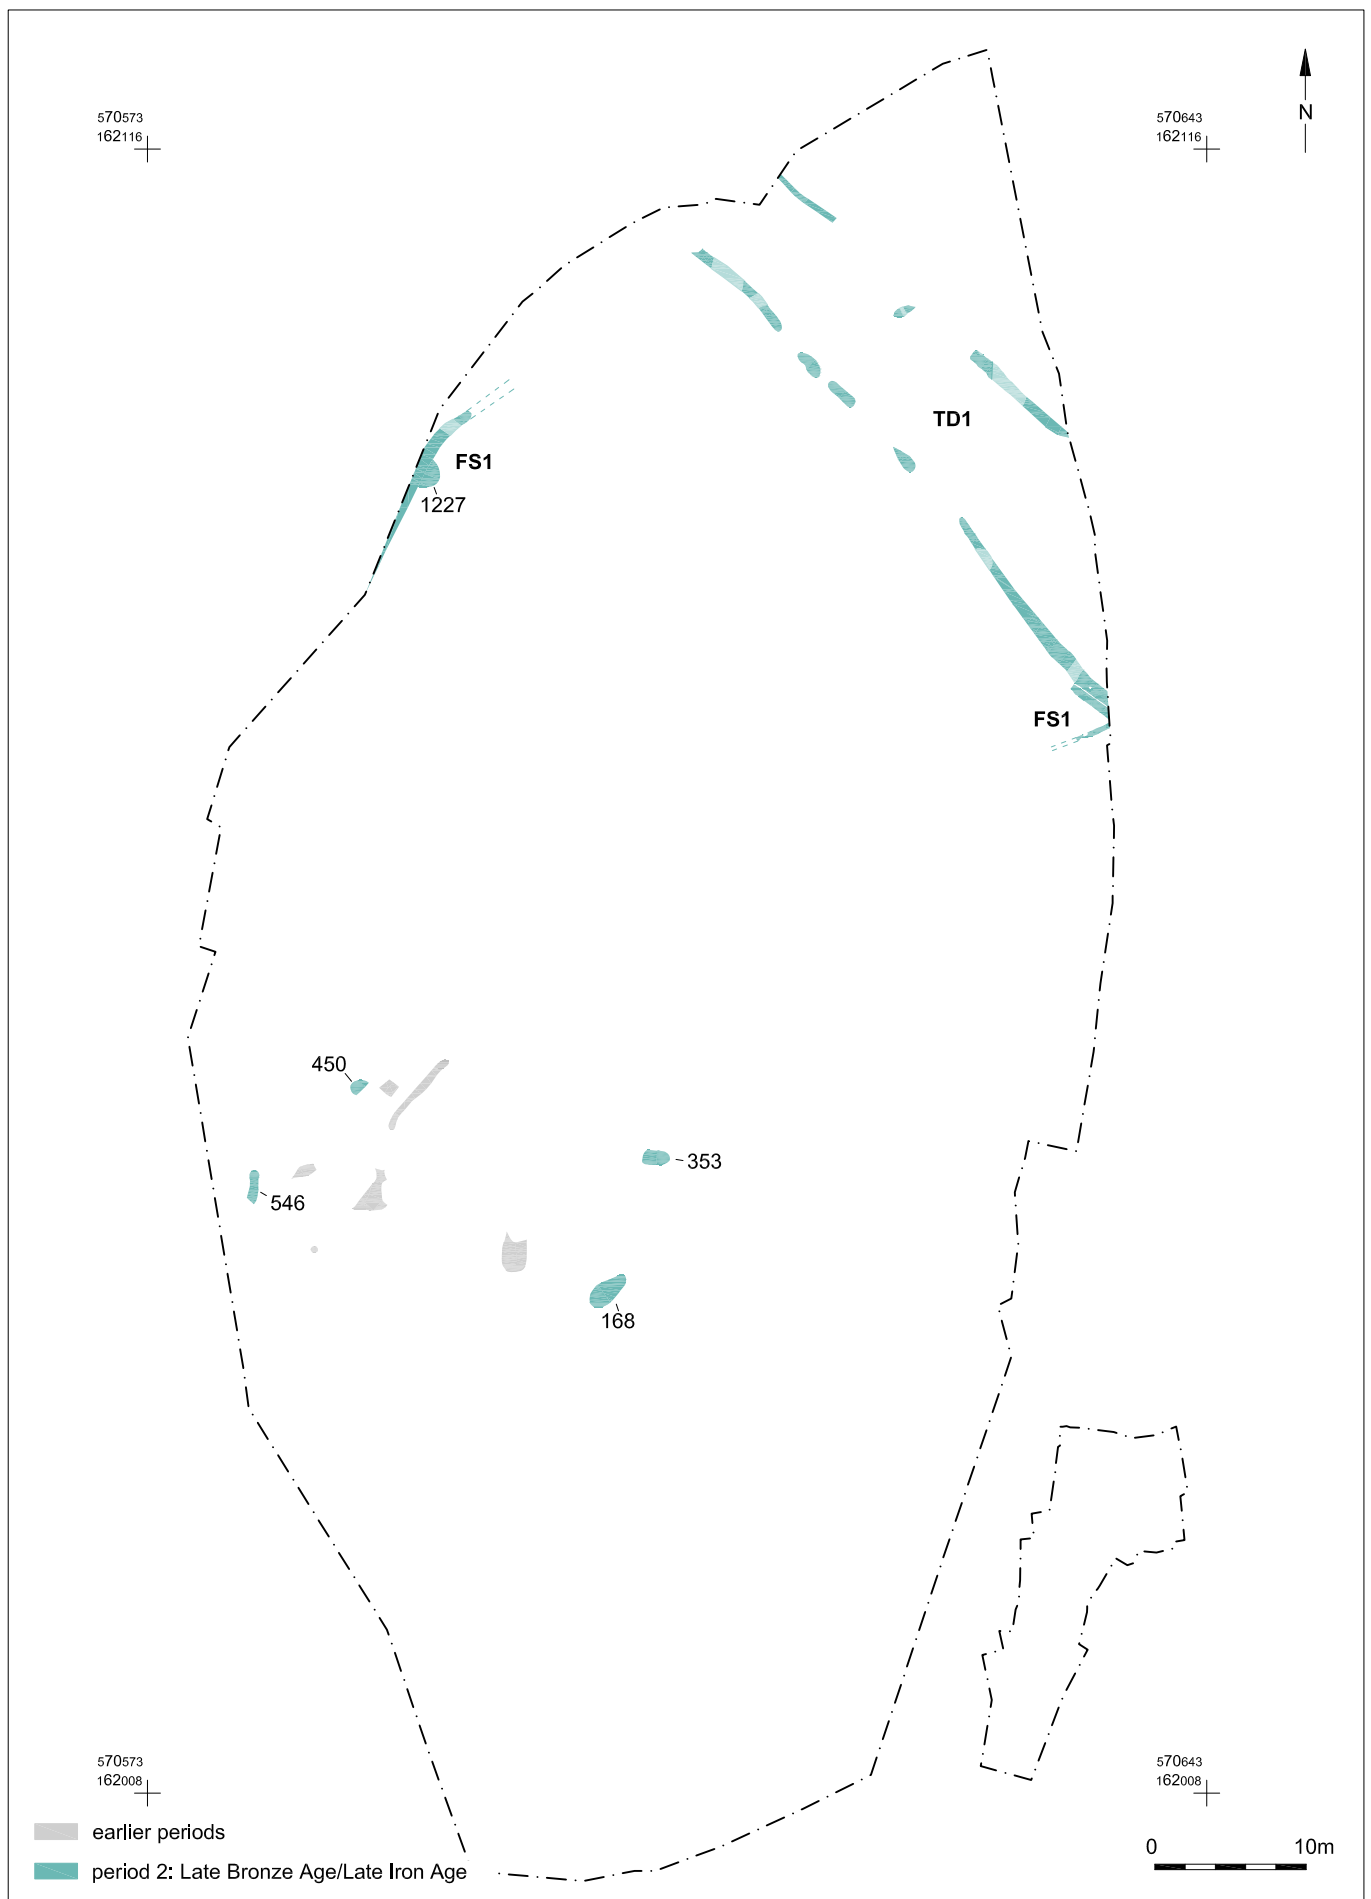 570573
162116
570643
162116
N
TD1
FS1
1227
FS1
450
353
546
168
570573
162008
570643
162008
earlier periods
period 2: Late Bronze Age/Late Iron Age
0 10m